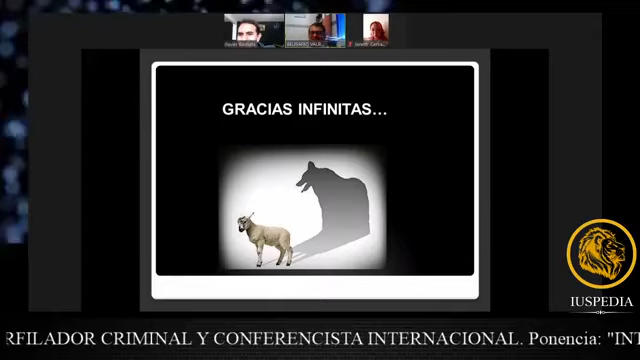 GRACIAS INFINITAS...
IUSPEDIA
RFILADOR CRIMINAL Y CONFERENCISTA INTERNACIONAL. Ponencia: "INT